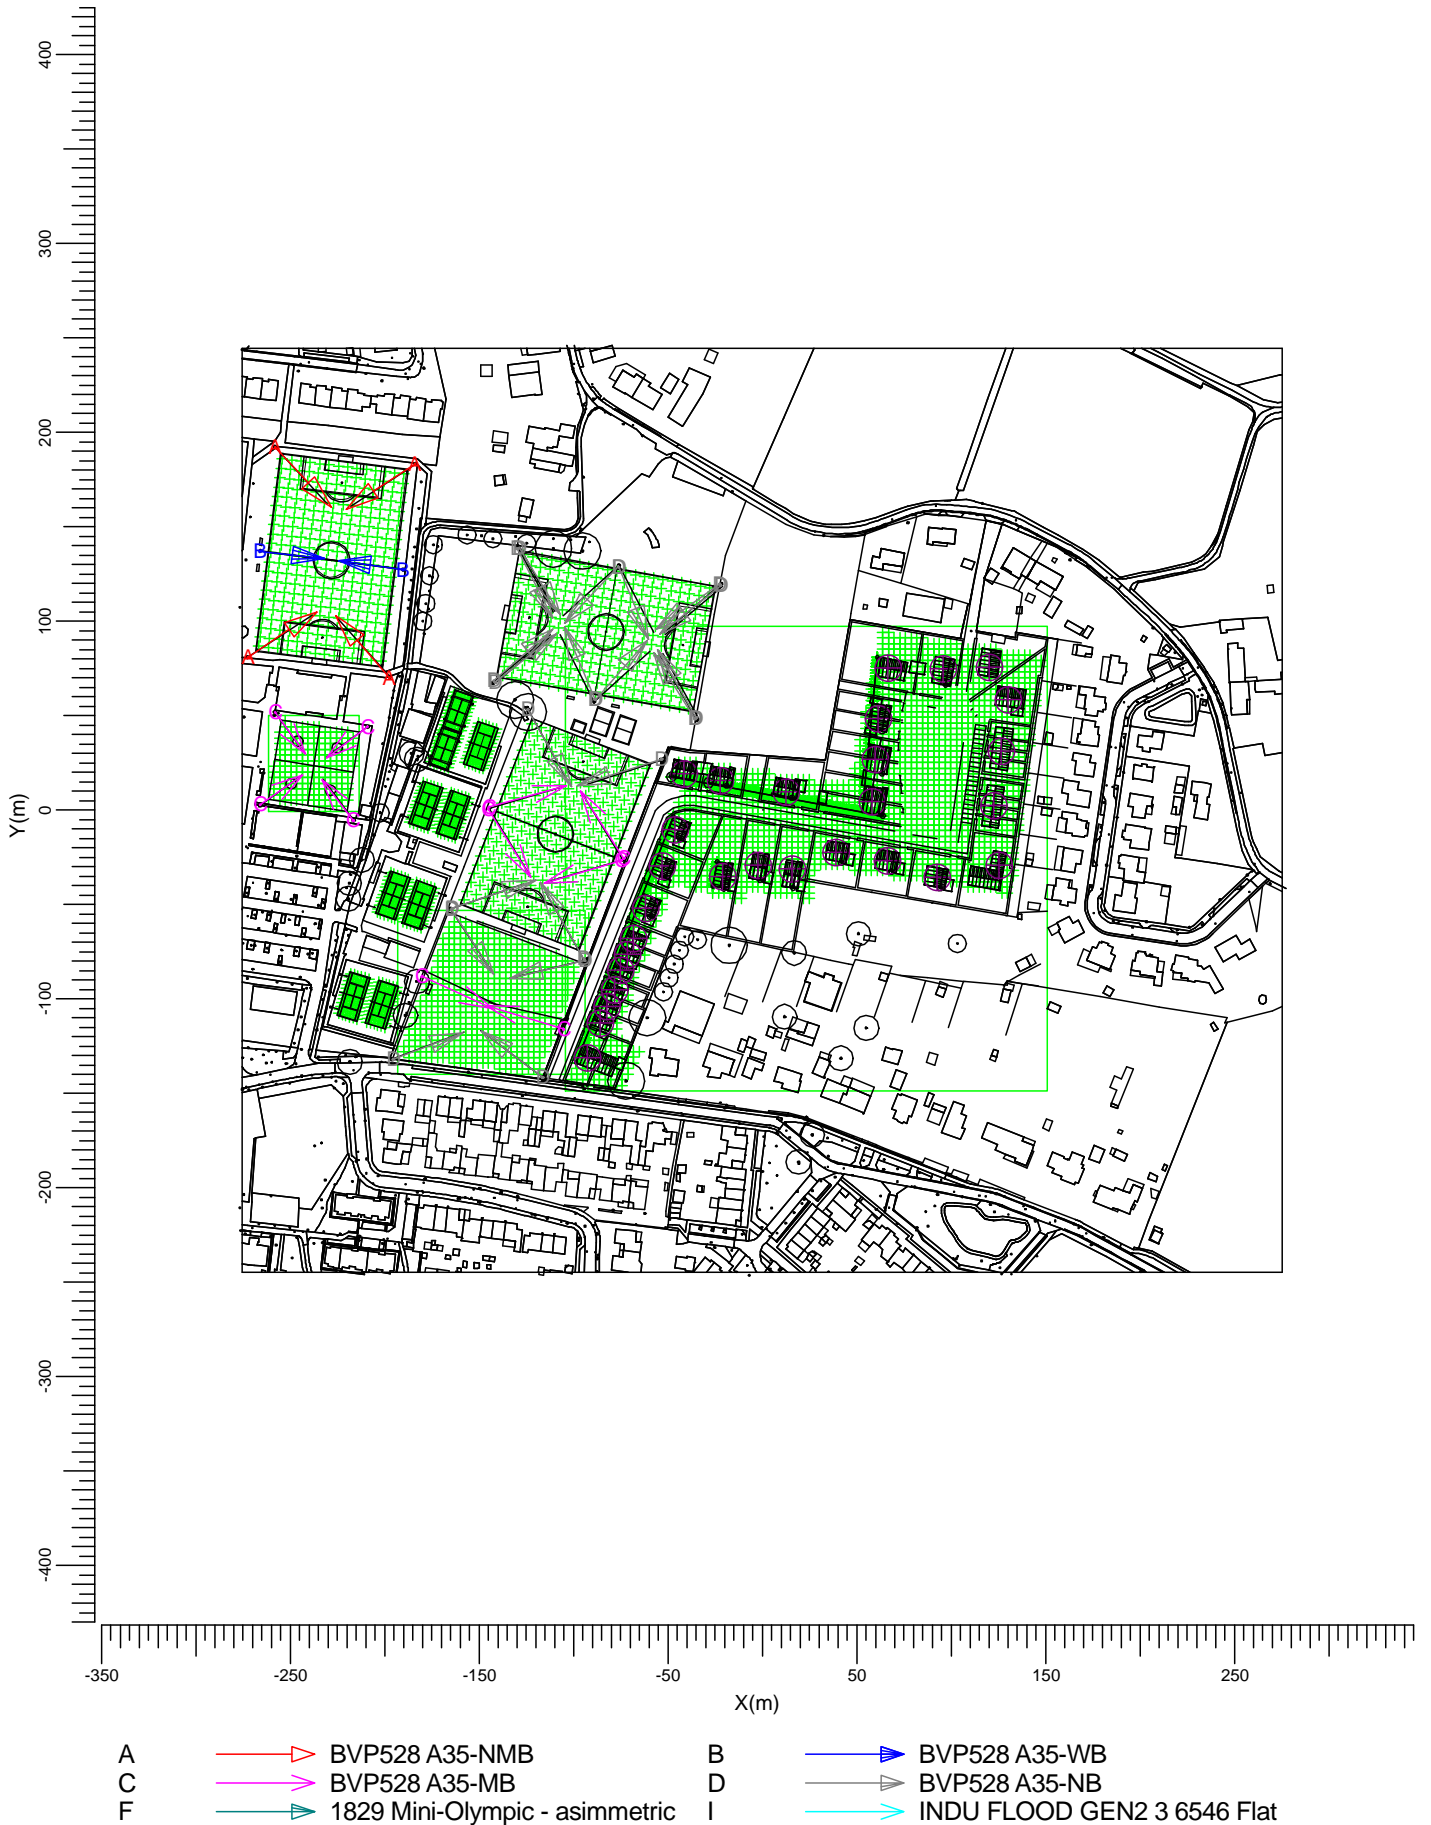 400
300
200
100
0
-100
-200
-300
-400
Y(m)
A
A
B
B
A
A
C
C
C
C
D
D
D
D
D
D
D
D
C
C
D
D
C
C
D
D
-350
-250
-150
-50
50
150
250
X(m)
A BVP528 A35-NMB B BVP528 A35-WB
C BVP528 A35-MB D BVP528 A35-NB
F 1829 Mini-Olympic - asimmetric I INDU FLOOD GEN2 3 6546 Flat